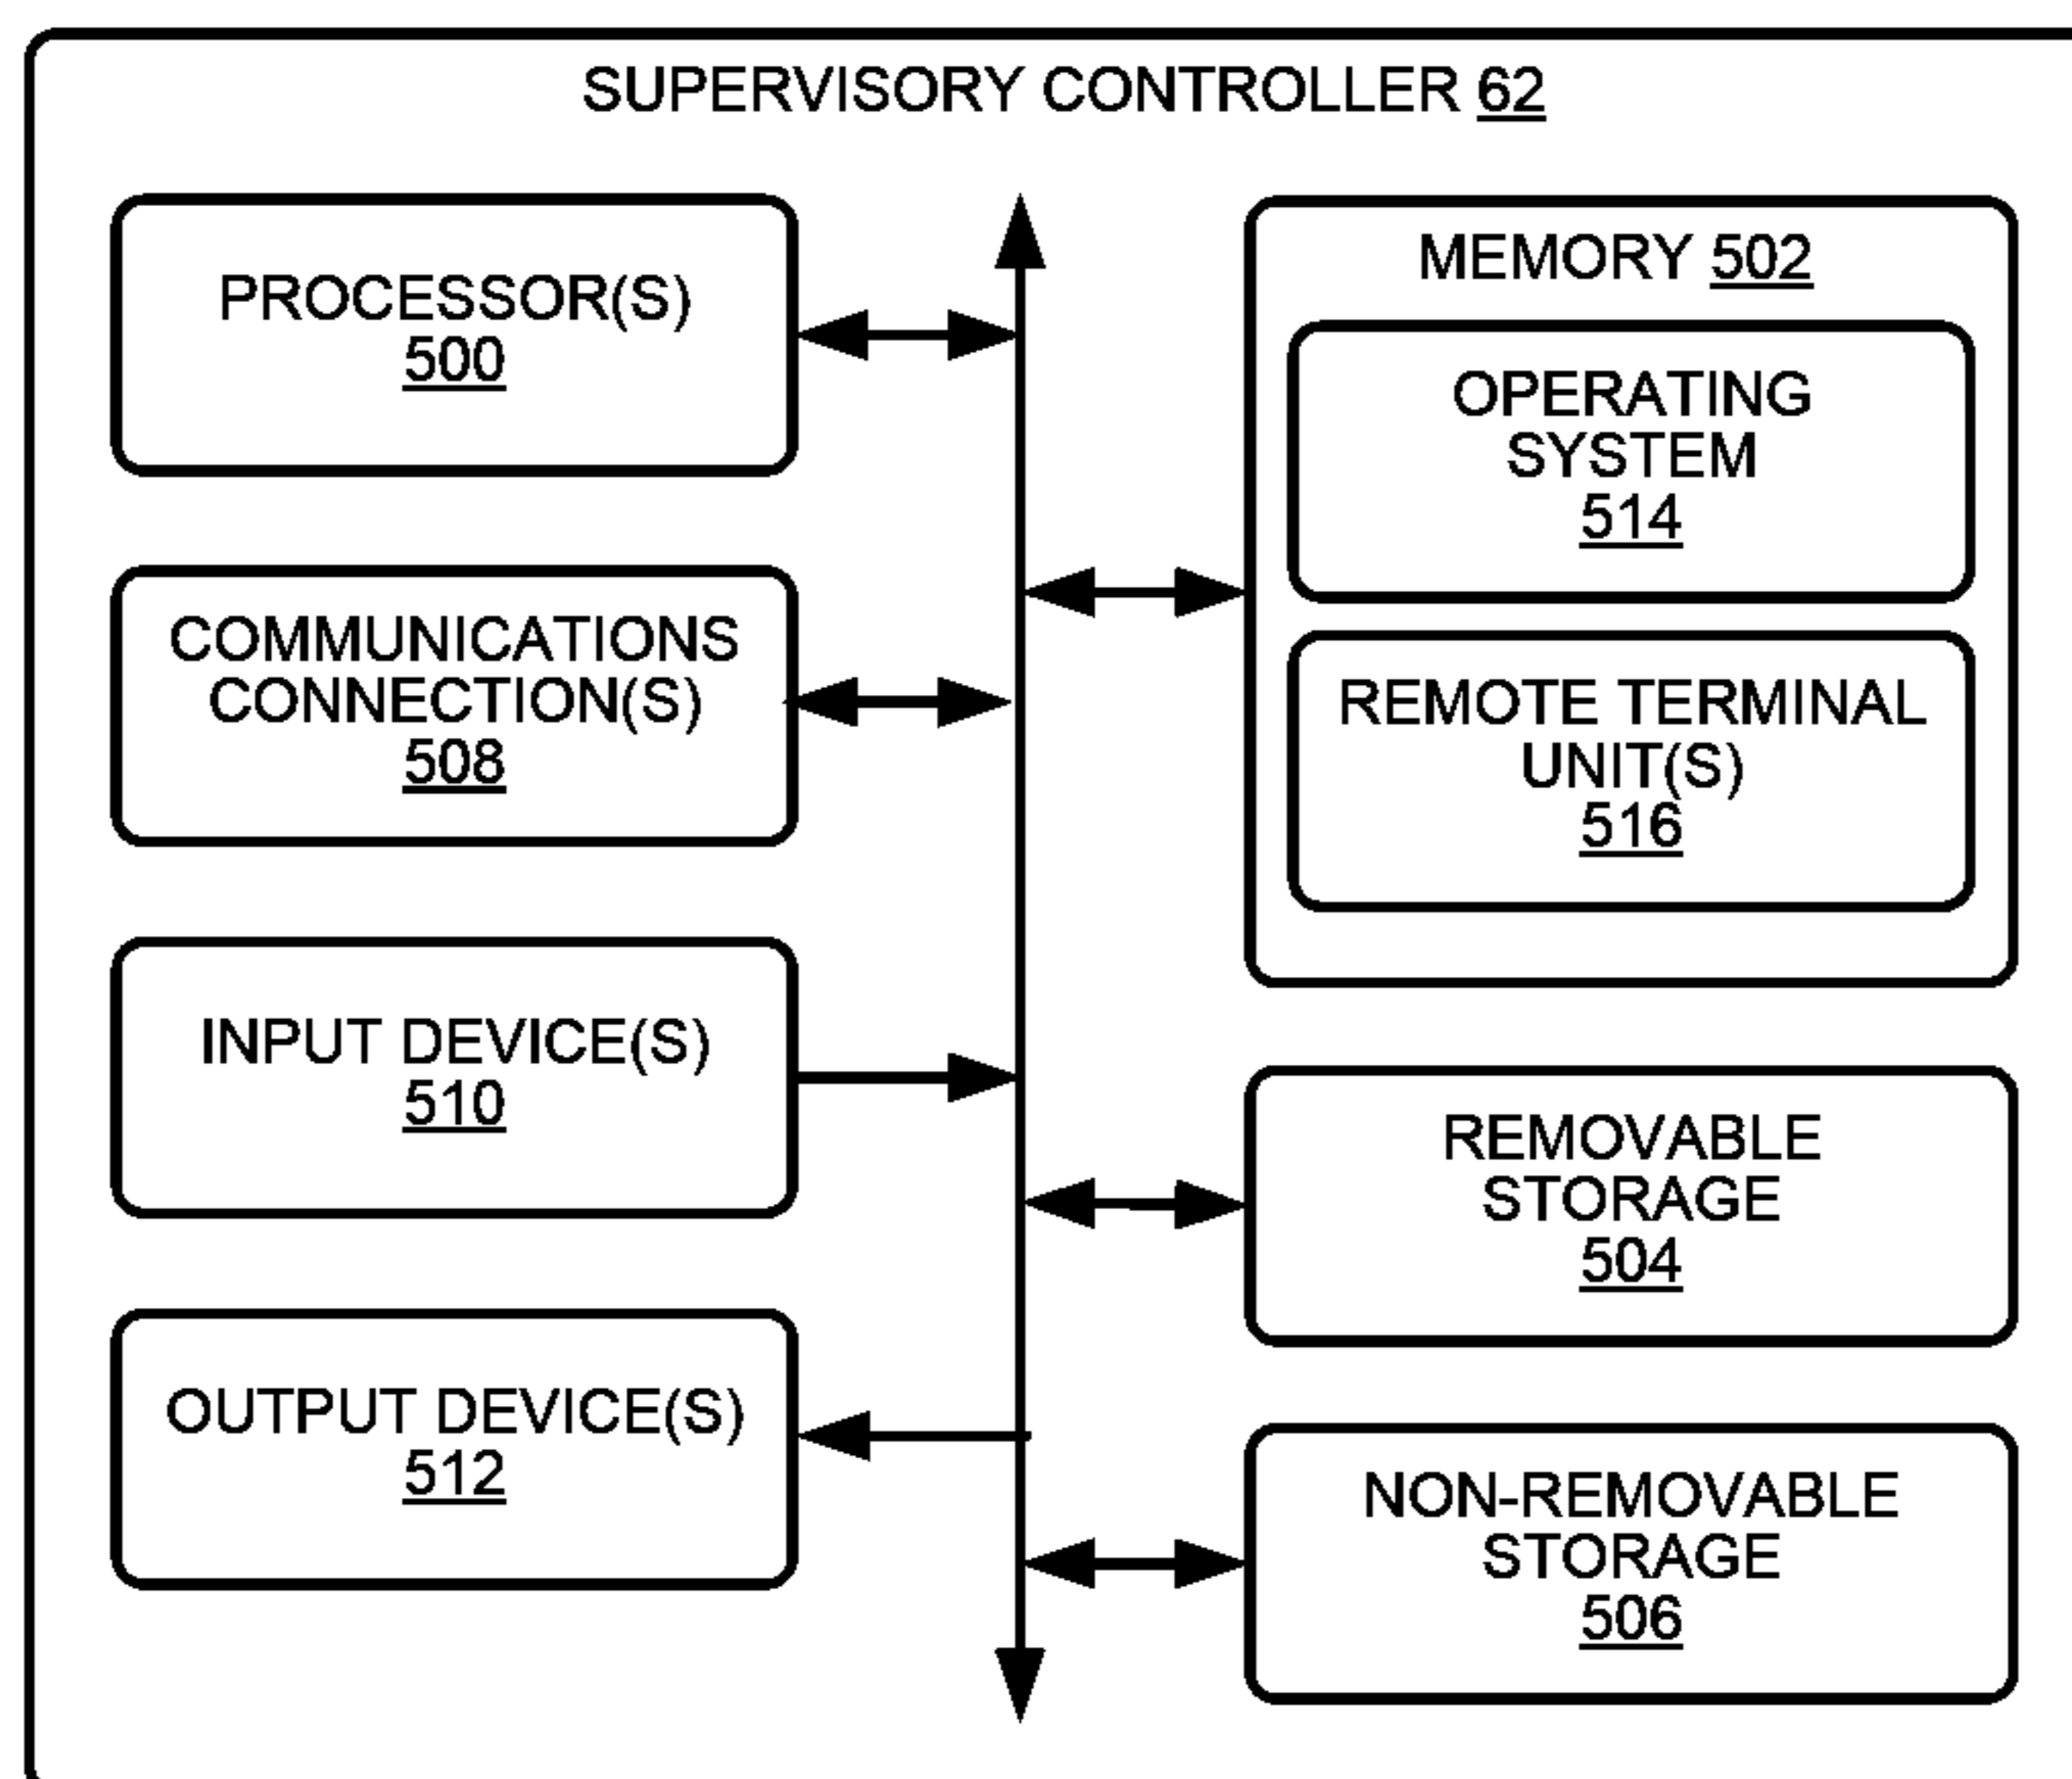 SUPERVISORY CONTROLLER 62
PROCESSOR(S)
500
COMMUNICATIONS
CONNECTION(S)
508
INPUT DEVICE(S)
510
OUTPUT DEVICE(S)
512
MEMORY 502
OPERATING
SYSTEM
514
REMOTE TERMINAL
UNIT(S)
516
REMOVABLE
STORAGE
504
NON-REMOVABLE
STORAGE
506